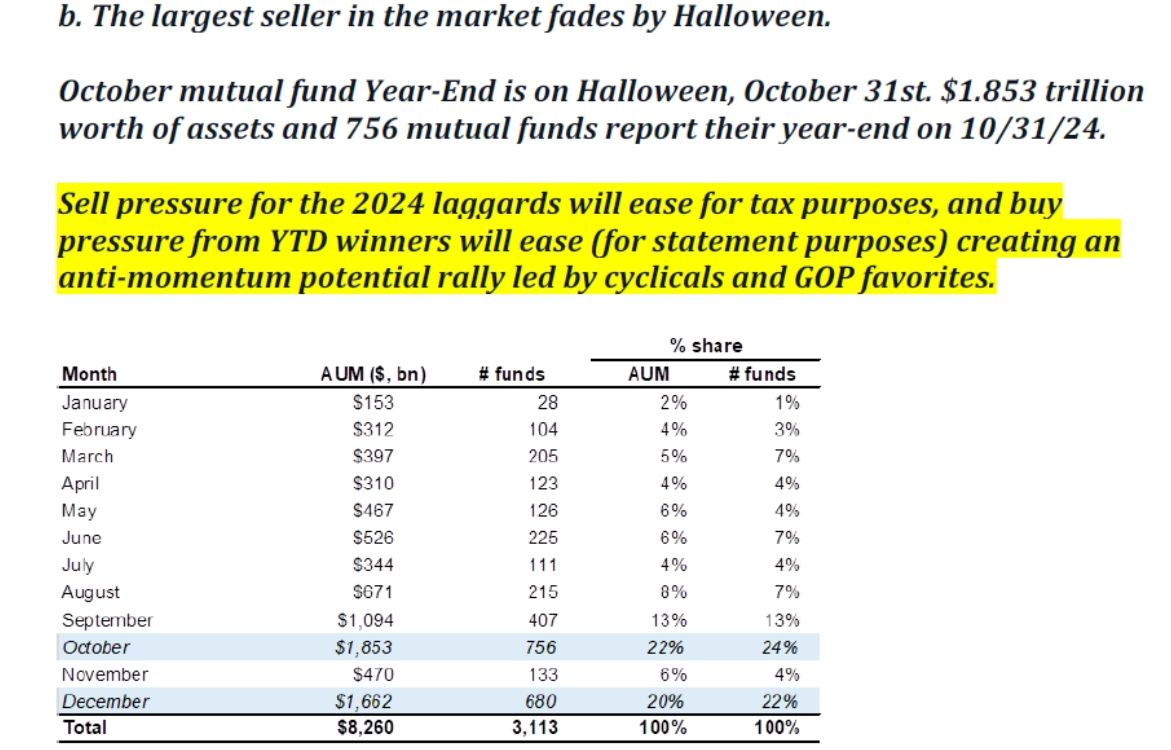 b. The largest seller in the market fades by Halloween.
October mutual fund Year-End is on Halloween, October 31st. $1.853 trillion
worth of assets and 756 mutual funds report their year-end on 10/31/24.
Sell pressure for the 2024 laggards will ease for tax purposes, and buy
pressure from YTD winners will ease (for statement purposes) creating an
anti-momentum potential rally led by cyclicals and GOP favorites.
% share
Month AUM ($, bn) # funds AUM # funds
January $153 28 2% 1%
February $312 104 4% 3%
March $397 205 5% 7%
April $310 123 4% 4%
May $467 126 6% 4%
June $526 225 6% 7%
July $344 111 4% 4%
August $671 215 8% 7%
September $1,094 407 13% 13%
October $1,853 756 22% 24%
November $470 133 6% 4%
December $1,662 680 20% 22%
Total $8,260 3,113 100% 100%